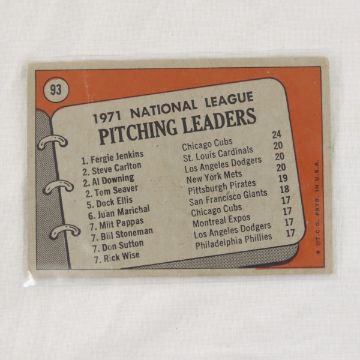 93
1971 NATIONAL LEAGUE
PITCHING LEADERS
1. Fergie Jenkins Chicago Cubs 24
2. Steve Carlton St. Louis Cardinals 20
2. Al Downing Los Angeles Dodgers 20
2. Tom Seaver New York Mets 20
5. Dock Ellis Pittsburgh Pirates 19
6. Juan Marichal San Francisco Giants 18
7. Milt Pappas Chicago Cubs 17
7. Bill Stoneman Montreal Expos 17
7. Don Sutton Los Angeles Dodgers 17
7. Rick Wise Philadelphia Phillies 17
© T.C.G. PRTD. IN U.S.A.